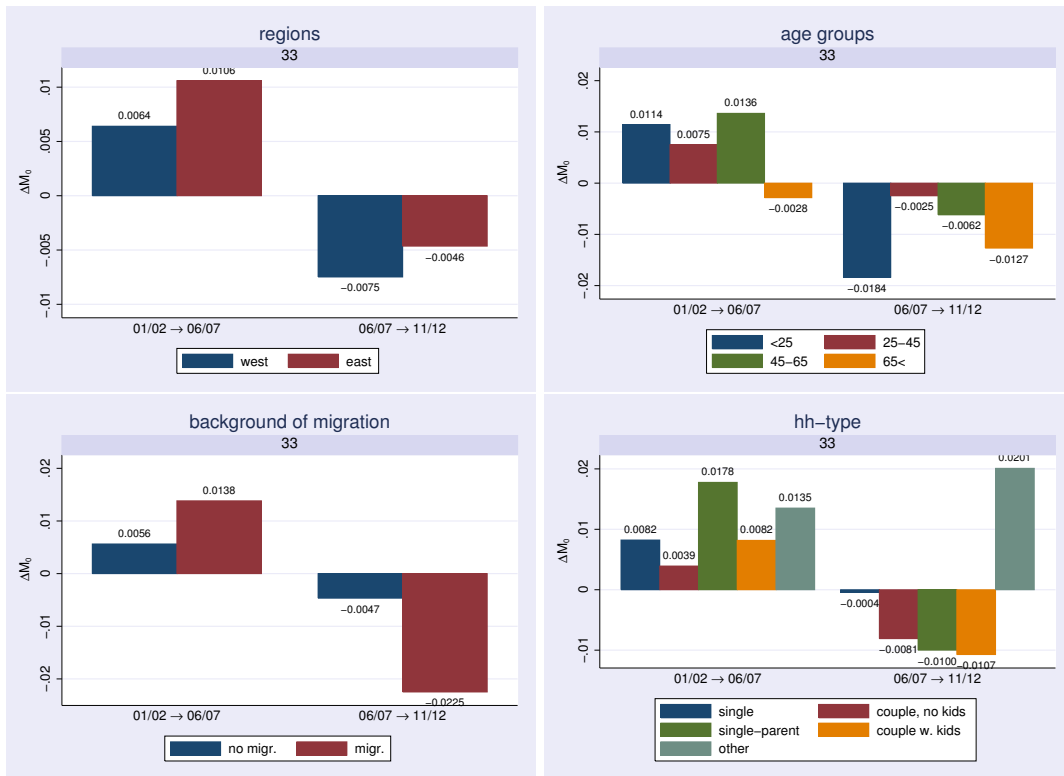 regions
33
0.0106
0.0064
−0.0046
−0.0075
.01
.005
0
−.005
−.01
ΔM₀
01/02 → 06/07
06/07 → 11/12
west
east
age groups
33
0.0114
0.0075
0.0136
−0.0028
−0.0184
−0.0025
−0.0062
−0.0127
.02
.01
0
−.01
−.02
ΔM₀
01/02 → 06/07
06/07 → 11/12
<25
25−45
45−65
65<
background of migration
33
0.0056
0.0138
−0.0047
−0.0225
.02
.01
0
−.01
−.02
ΔM₀
01/02 → 06/07
06/07 → 11/12
no migr.
migr.
hh−type
33
0.0082
0.0039
0.0178
0.0082
0.0135
−0.0004
−0.0081
−0.0100
−0.0107
0.0201
.02
.01
0
−.01
ΔM₀
01/02 → 06/07
06/07 → 11/12
single
couple, no kids
single−parent
couple w. kids
other